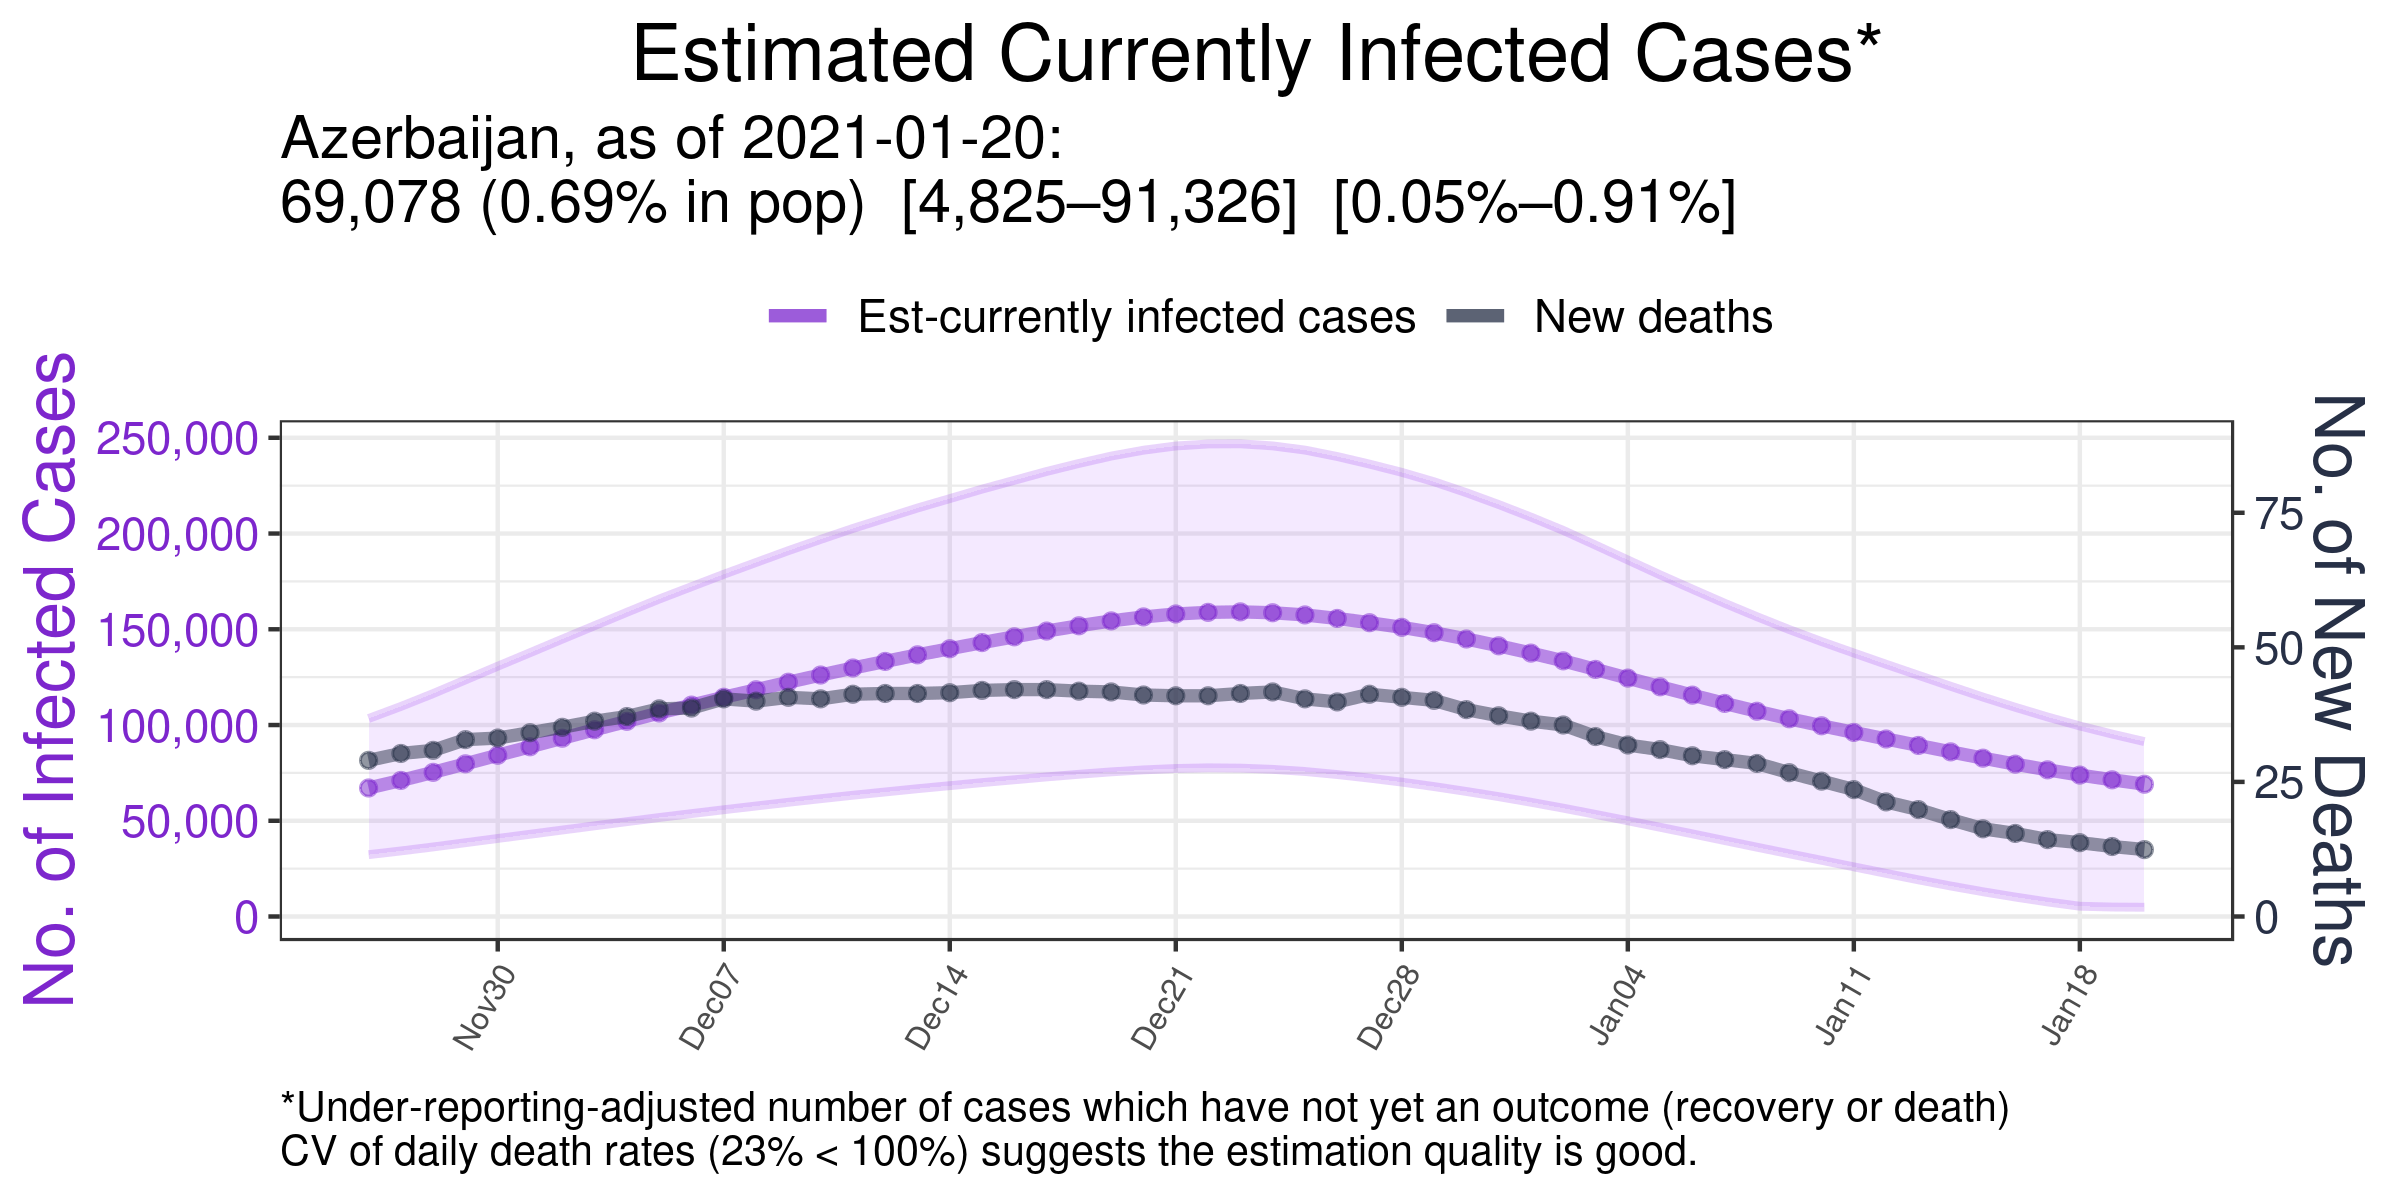 Estimated Currently Infected Cases*
Azerbaijan, as of 2021-01-20:
69,078 (0.69% in pop)  [4,825–91,326]  [0.05%–0.91%]
Est-currently infected cases
New deaths
No. of Infected Cases
250,000
200,000
150,000
100,000
50,000
0
75
50
25
0
No. of New Deaths
Nov30
Dec07
Dec14
Dec21
Dec28
Jan04
Jan11
Jan18
*Under-reporting-adjusted number of cases which have not yet an outcome (recovery or death)
CV of daily death rates (23% < 100%) suggests the estimation quality is good.